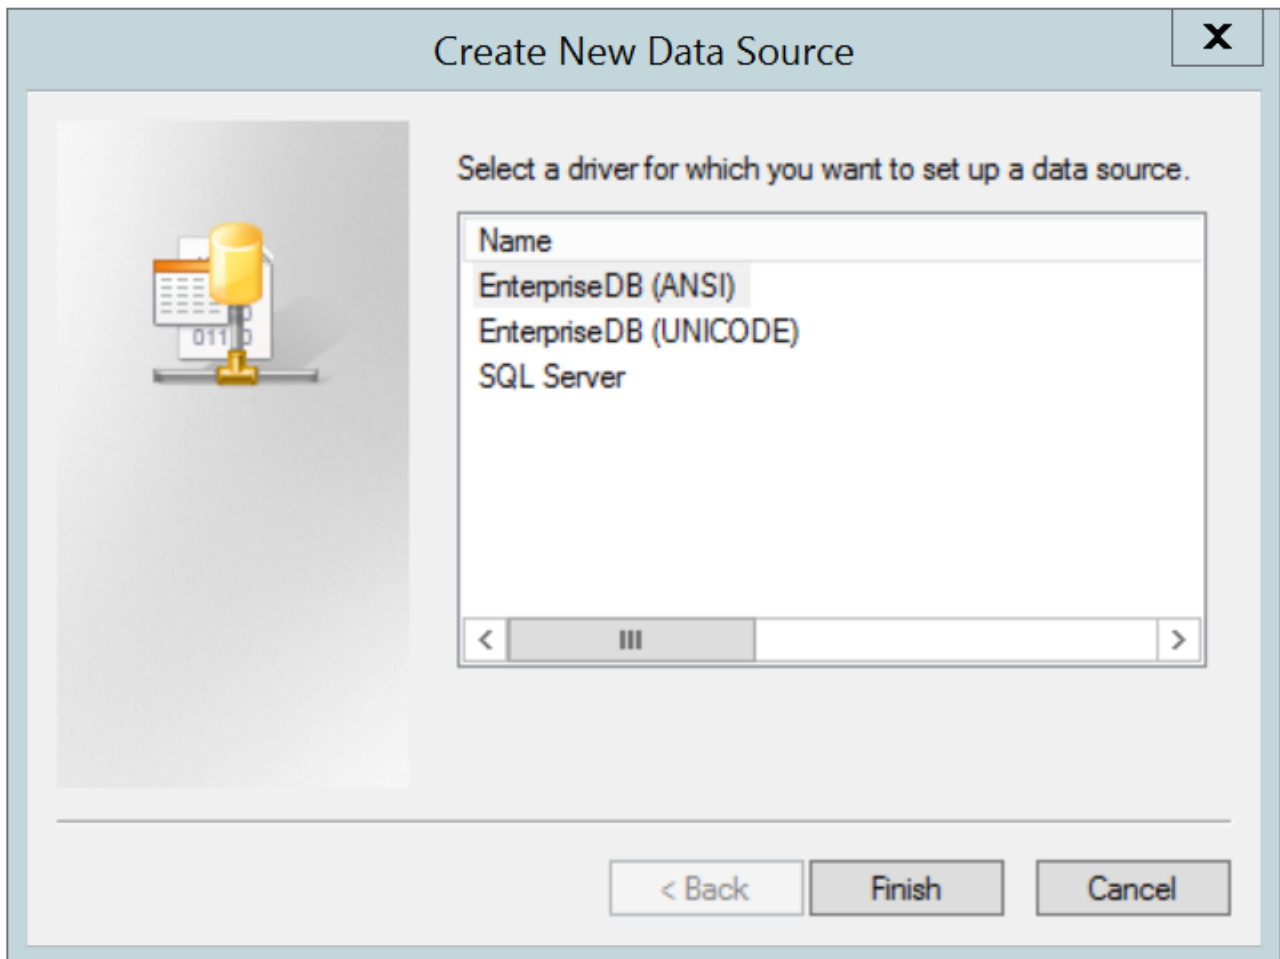 Create New Data Source
X
Select a driver for which you want to set up a data source.
Name
EnterpriseDB (ANSI)
EnterpriseDB (UNICODE)
SQL Server
< Back
Finish
Cancel